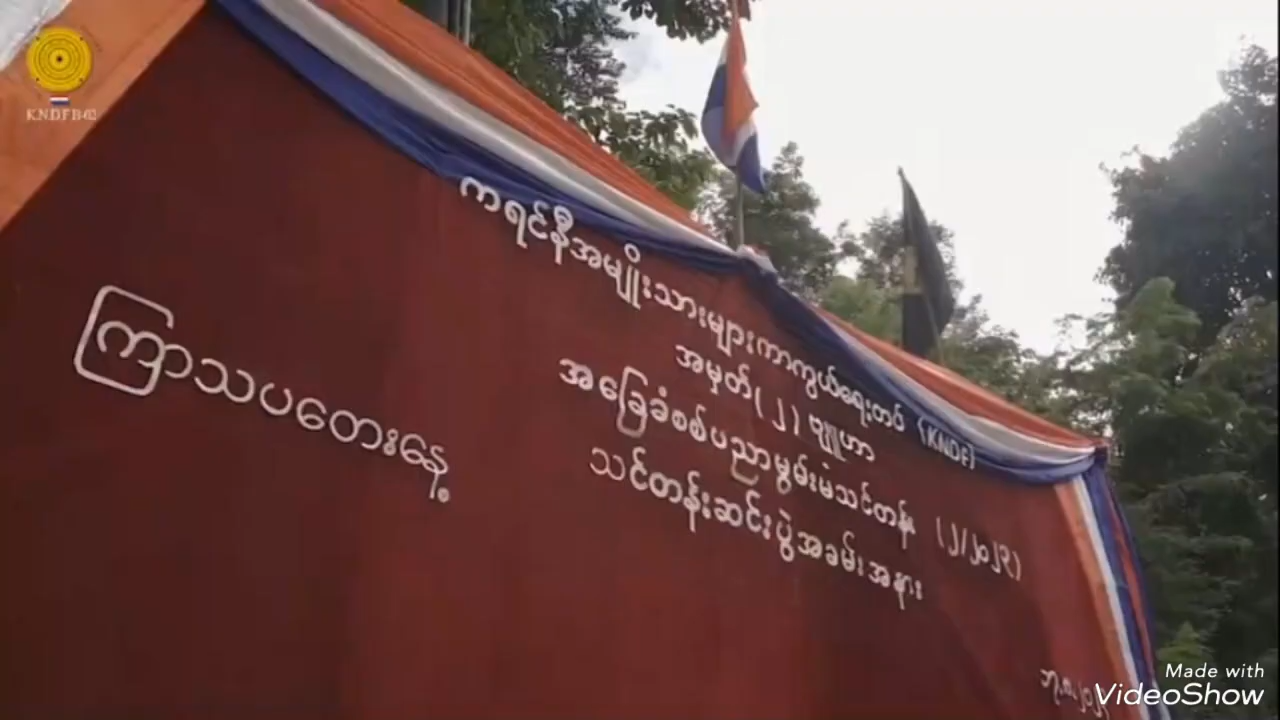 KNDF B-02
ကရင်နီအမျိုးသားများကာကွယ်ရေးတပ် (KNDF)
အမှတ်(၂) ဗျူဟာ
အခြေခံစစ်ပညာမွမ်းမံသင်တန်း (၂/၂၀၂၃)
သင်တန်းဆင်းပွဲအခမ်းအနား
ကြာသပတေးနေ့
Made with
VideoShow